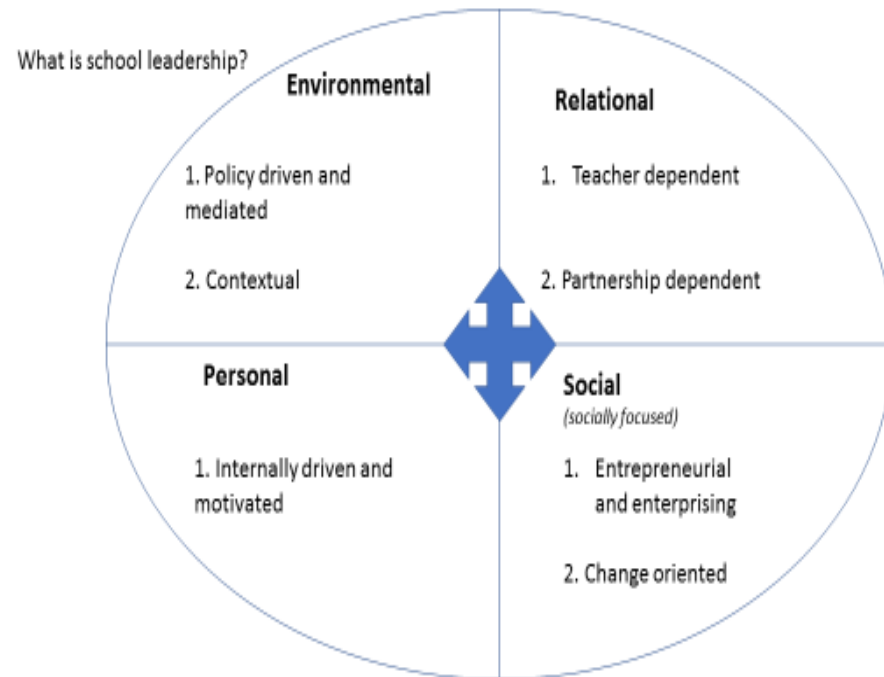 What is school leadership?
Environmental
1. Policy driven and
mediated
2. Contextual
Relational
1. Teacher dependent
2. Partnership dependent
Personal
1. Internally driven and
motivated
Social
(socially focused)
1. Entrepreneurial
and enterprising
2. Change oriented